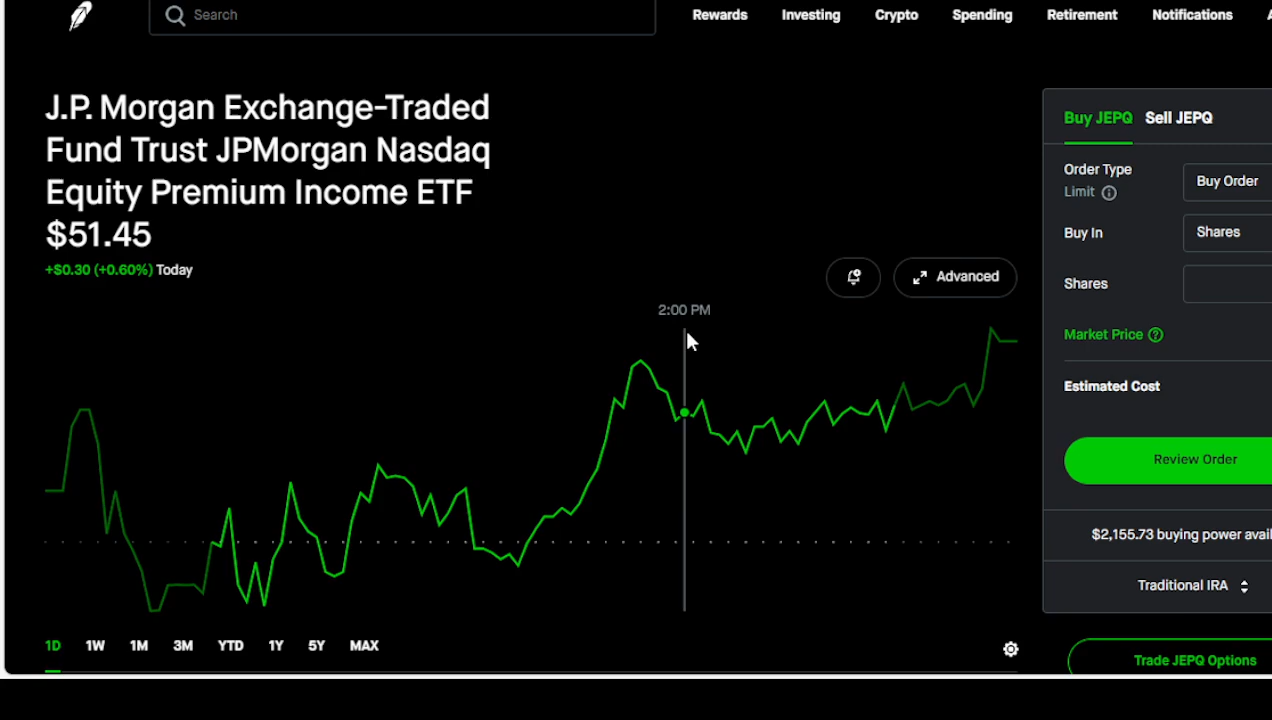 Search
Rewards
Investing
Crypto
Spending
Retirement
Notifications
J.P. Morgan Exchange-Traded
Fund Trust JPMorgan Nasdaq
Equity Premium Income ETF
$51.45
+$0.30 (+0.60%) Today
Advanced
2:00 PM
1D
1W
1M
3M
YTD
1Y
5Y
MAX
Buy JEPQ
Sell JEPQ
Order Type
Limit
Buy Order
Buy In
Shares
Shares
Market Price
Estimated Cost
Review Order
$2,155.73 buying power avail
Traditional IRA
Trade JEPQ Options